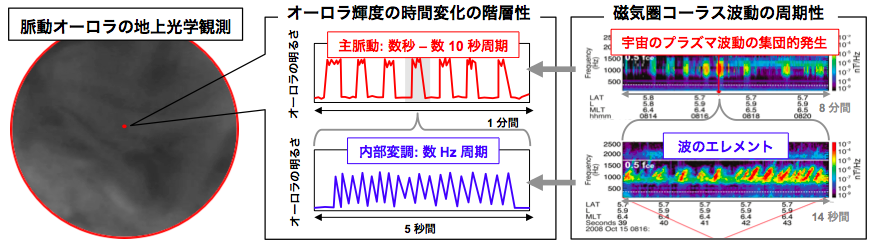 脈動オーロラの地上光学観測
オーロラ輝度の時間変化の階層性
オーロラの明るさ
主脈動: 数秒 – 数 10 秒周期
1 分間
オーロラの明るさ
内部変調: 数 Hz 周期
5 秒間
磁気圏コーラス波動の周期性
宇宙のプラズマ波動の集団的発生
Frequency (Hz)
2500
1500
1000
500
0
0.5 fce
nT/Hz
LAT 5.8 5.7 5.7 5.7
L 5.9 5.9 5.9 5.9
MLT 6.4 6.4 6.5 6.5
hhmm 0814 0816 0818 0820
8 分間
波のエレメント
Frequency (Hz)
2500
1500
1000
500
0
0.5 fce
nT/Hz
LAT 5.7 5.7 5.7 5.7 5.7
L 5.9 5.9 5.9 5.9 5.9
MLT 6.4 6.4 6.4 6.4 6.4
Seconds 39 40 41 42 43
2008 Oct 15 0816:
14 秒間